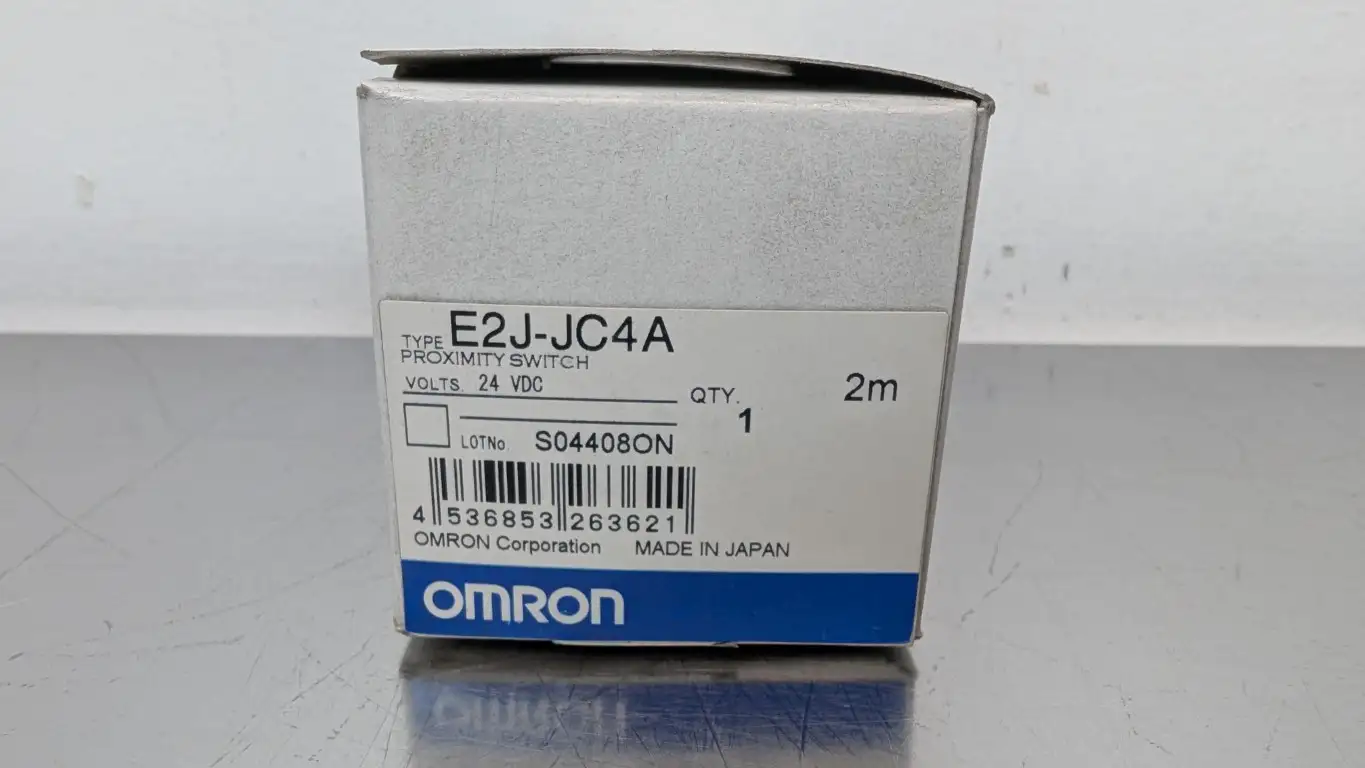 TYPE E2J-JC4A
PROXIMITY SWITCH
VOLTS. 24 VDC
QTY. 1
2m
LOTNo. S04408ON
4 536853 263621
OMRON Corporation MADE IN JAPAN
OMRON